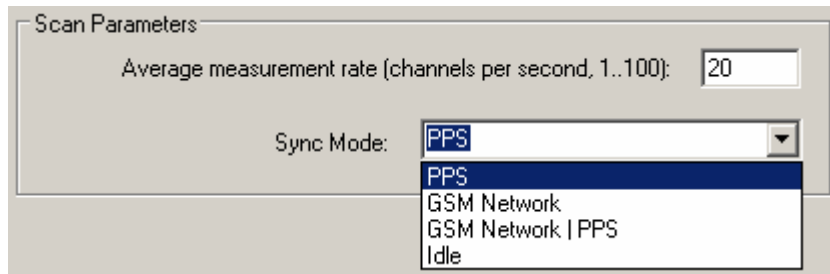 Scan Parameters
Average measurement rate (channels per second, 1..100): 20
Sync Mode: PPS
PPS
GSM Network
GSM Network | PPS
Idle